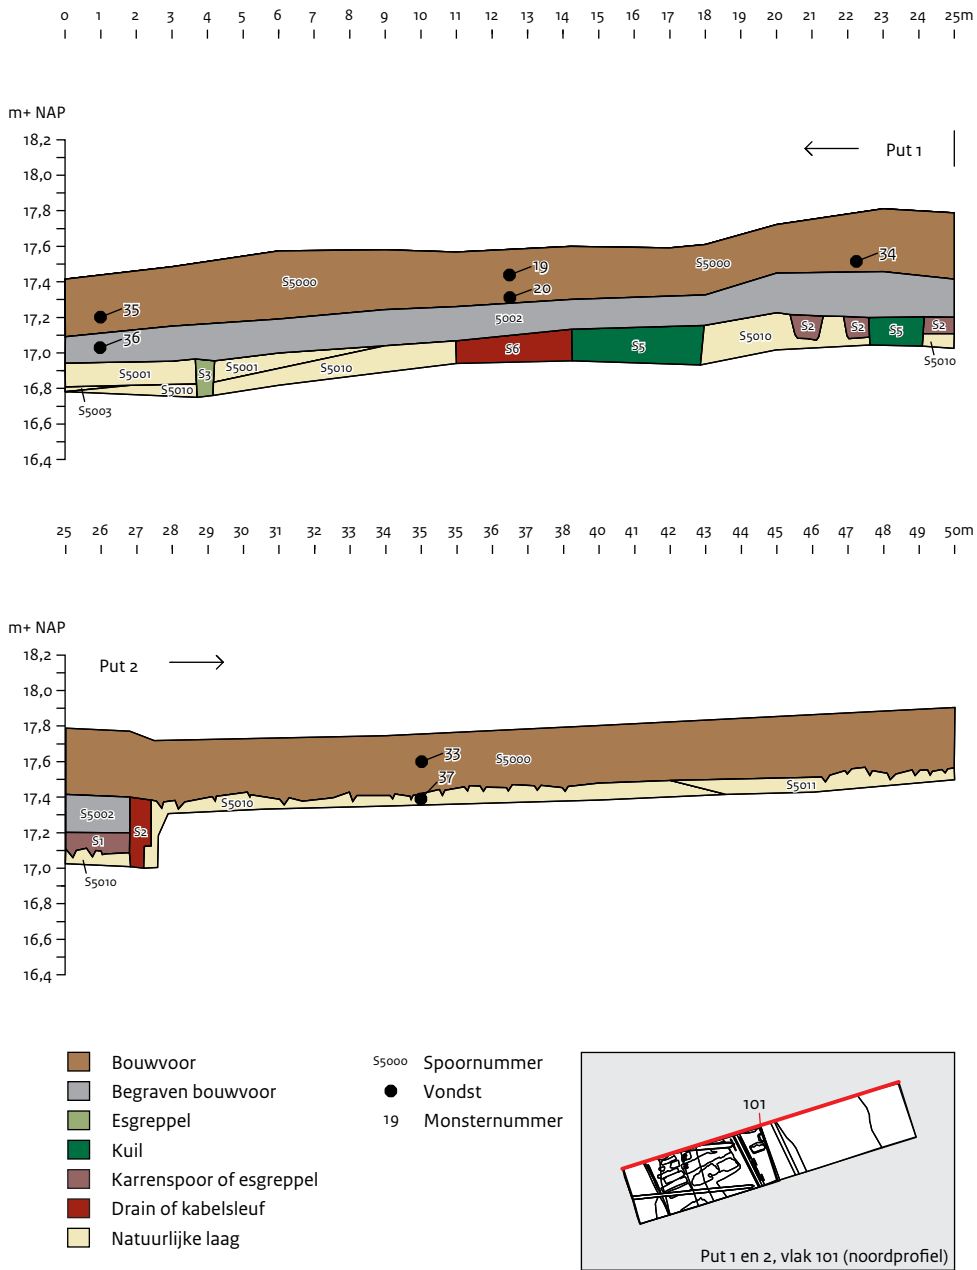 0 1 2 3 4 5 6 7 8 9 10 11 12 13 14 15 16 17 18 19 20 21 22 23 24 25m
m+ NAP
18,2
Put 1
18,0
17,8
17,6
19
34
S5000
S5000
17,4
20
35
17,2
5002
36
S2
S2
S5
S2
17,0
S6
S5
S5010
S5001
S3
S5001
S5010
S5010
16,8
S5010
S5003
16,6
16,4
25 26 27 28 29 30 31 32 33 34 35 35 37 38 40 41 42 43 44 45 46 47 48 49 50m
m+ NAP
18,2
Put 2
18,0
17,8
33
17,6
S5000
37
S5011
17,4
S5010
S5002
17,2
S2
S1
17,0
S5010
16,8
16,6
16,4
Bouwvoor
Begraven bouwvoor
Esgreppel
Kuil
Karrenspoor of esgreppel
Drain of kabelsleuf
Natuurlijke laag
S5000 Spoornummer
Vondst
19 Monsternummer
101
Put 1 en 2, vlak 101 (noordprofiel)